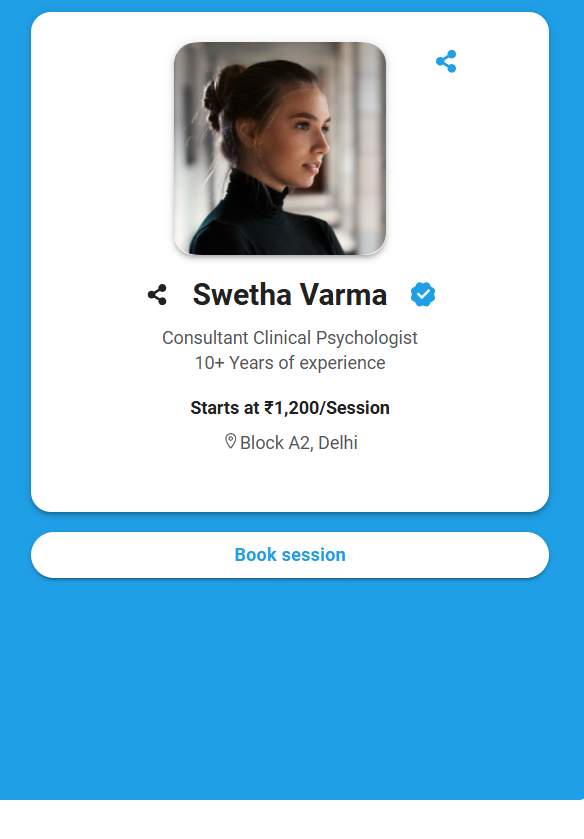 Swetha Varma
Consultant Clinical Psychologist
10+ Years of experience
Starts at ₹1,200/Session
Block A2, Delhi
Book session